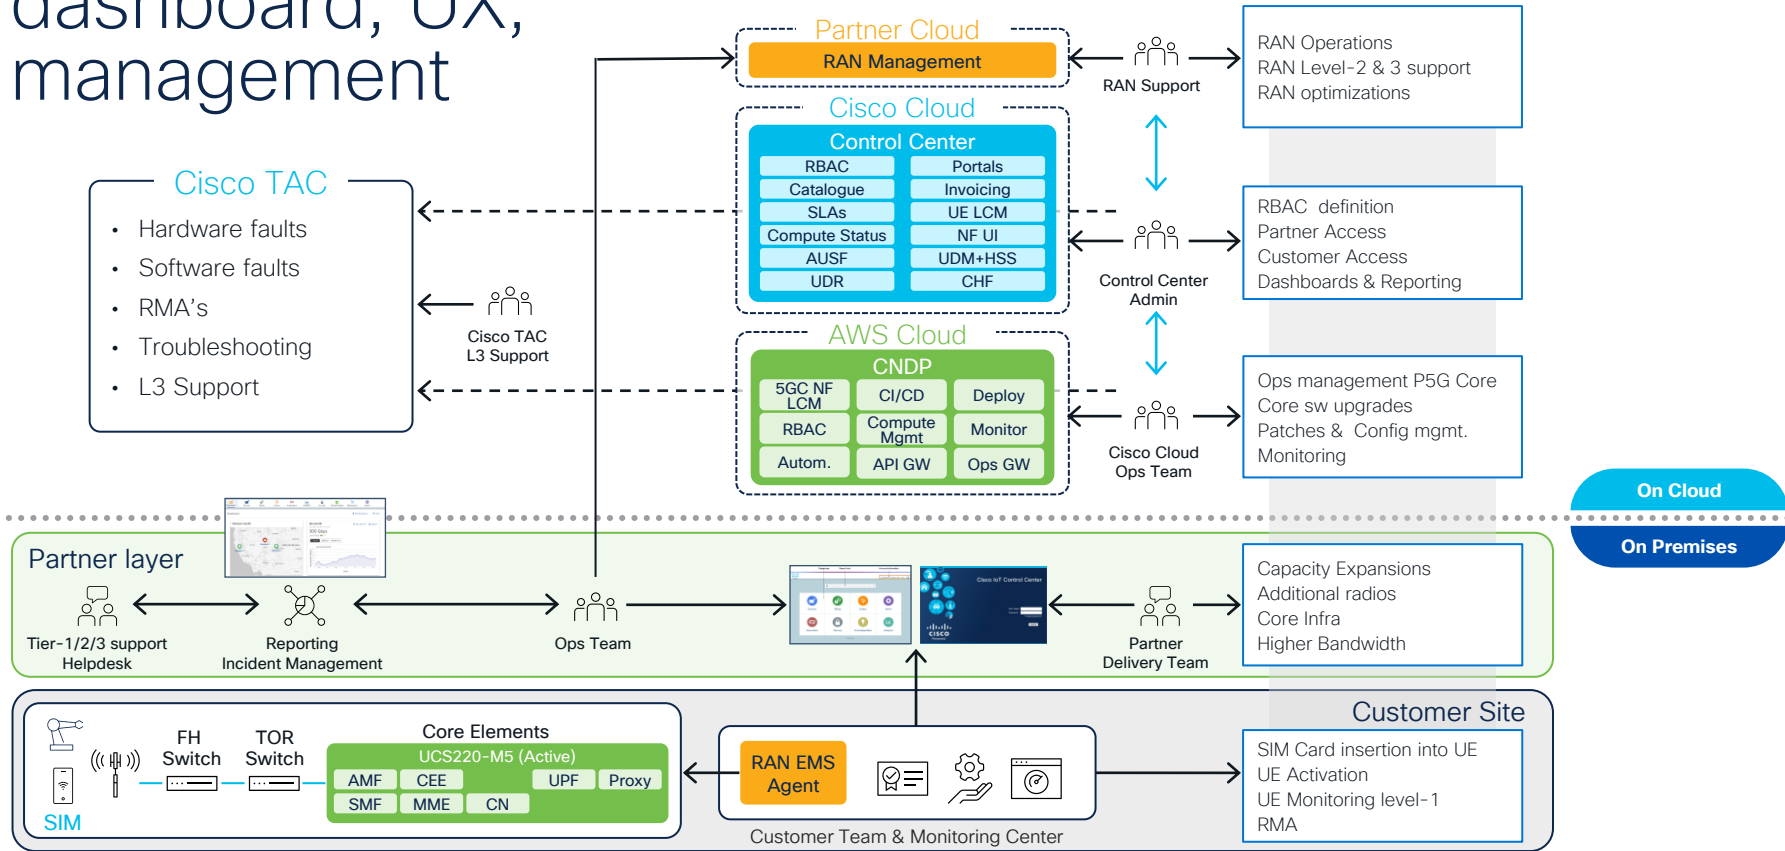 dashboard, UX,
management
Partner Cloud
RAN Management
RAN Support
RAN Operations
RAN Level-2 & 3 support
RAN optimizations
Cisco Cloud
Control Center
RBAC
Portals
Catalogue
Invoicing
SLAs
UE LCM
Compute Status
NF UI
AUSF
UDM+HSS
UDR
CHF
Control Center
Admin
RBAC definition
Partner Access
Customer Access
Dashboards & Reporting
Cisco TAC
• Hardware faults
• Software faults
• RMA's
• Troubleshooting
• L3 Support
Cisco TAC
L3 Support
AWS Cloud
CNDP
5GC NF
LCM
CI/CD
Deploy
RBAC
Compute
Mgmt
Monitor
Autom.
API GW
Ops GW
Cisco Cloud
Ops Team
Ops management P5G Core
Core sw upgrades
Patches & Config mgmt.
Monitoring
On Cloud
On Premises
Partner layer
Tier-1/2/3 support
Helpdesk
Reporting
Incident Management
Ops Team
Cisco IoT Control Center
CISCO
Partner
Delivery Team
Capacity Expansions
Additional radios
Core Infra
Higher Bandwidth
Customer Site
SIM
FH
Switch
TOR
Switch
Core Elements
UCS220-M5 (Active)
AMF
CEE
UPF
Proxy
SMF
MME
CN
RAN EMS
Agent
Customer Team & Monitoring Center
SIM Card insertion into UE
UE Activation
UE Monitoring level-1
RMA